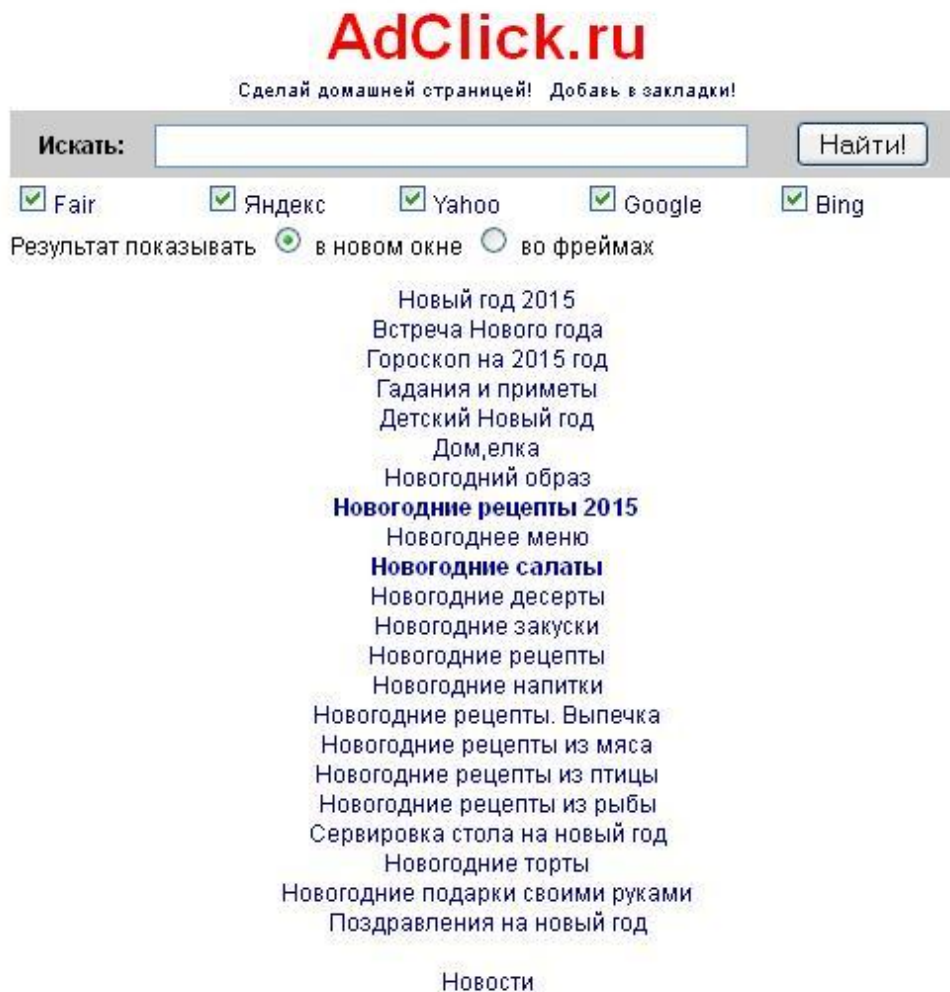 AdClick.ru
Сделай домашней страницей! Добавь в закладки!
Искать: Найти!
Fair Яндекс Yahoo Google Bing
Результат показывать в новом окне во фреймах
Новый год 2015
Встреча Нового года
Гороскоп на 2015 год
Гадания и приметы
Детский Новый год
Дом,елка
Новогодний образ
Новогодние рецепты 2015
Новогоднее меню
Новогодние салаты
Новогодние десерты
Новогодние закуски
Новогодние рецепты
Новогодние напитки
Новогодние рецепты. Выпечка
Новогодние рецепты из мяса
Новогодние рецепты из птицы
Новогодние рецепты из рыбы
Сервировка стола на новый год
Новогодние торты
Новогодние подарки своими руками
Поздравления на новый год
Новости